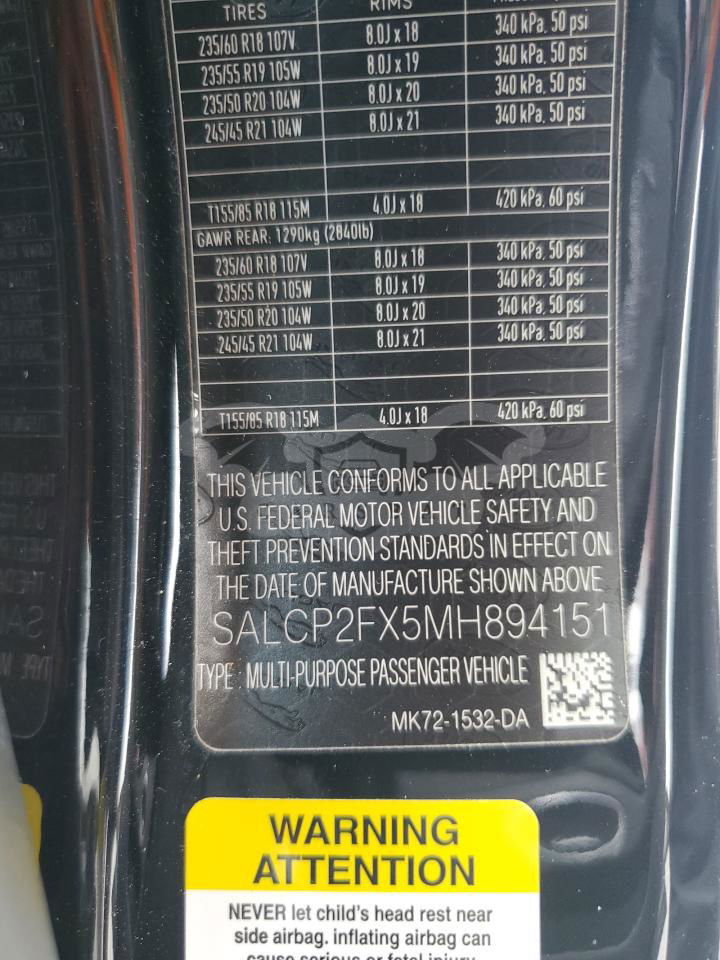 TIRES RIMS
235/60 R18 107V 8.0J x 18 340 kPa, 50 psi
235/55 R19 105W 8.0J x 19 340 kPa, 50 psi
235/50 R20 104W 8.0J x 20 340 kPa, 50 psi
245/45 R21 104W 8.0J x 21 340 kPa, 50 psi
T155/85 R18 115M 4.0J x 18 420 kPa, 60 psi
GAWR REAR: 1290kg (2840lb)
235/60 R18 107V 8.0J x 18 340 kPa, 50 psi
235/55 R19 105W 8.0J x 19 340 kPa, 50 psi
235/50 R20 104W 8.0J x 20 340 kPa, 50 psi
245/45 R21 104W 8.0J x 21 340 kPa, 50 psi
T155/85 R18 115M 4.0J x 18 420 kPa, 60 psi
THIS VEHICLE CONFORMS TO ALL APPLICABLE
U.S. FEDERAL MOTOR VEHICLE SAFETY AND
THEFT PREVENTION STANDARDS IN EFFECT ON
THE DATE OF MANUFACTURE SHOWN ABOVE
SALCP2FX5MH894151
TYPE: MULTI-PURPOSE PASSENGER VEHICLE
MK72-1532-DA
WARNING
ATTENTION
NEVER let child's head rest near
side airbag. inflating airbag can
cause serious or fatal injury